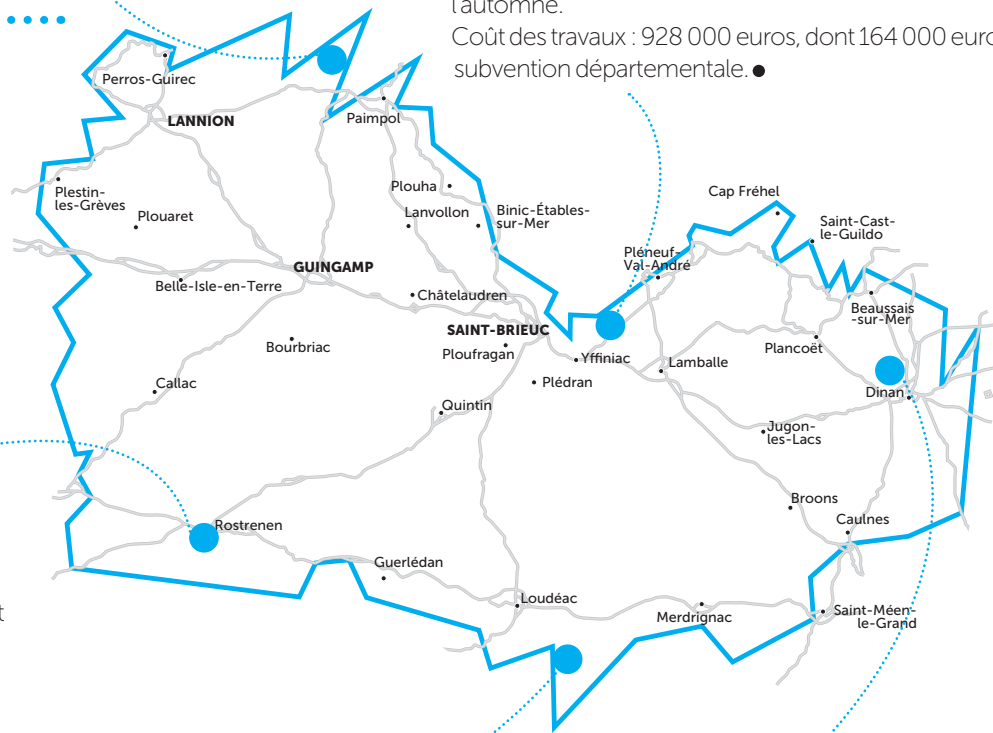 l'automne.
Coût des travaux : 928 000 euros, dont 164 000 euro
subvention départementale. ●
Perros-Guirec
LANNION
Paimpol
Plestin-
les-Grèves
Plouaret
Plouha
Lanvollon
Binic-Étables-
sur-Mer
Cap Fréhel
Saint-Cast-
le-Guildo
Pléneuf-
Val-André
GUINGAMP
Belle-Isle-en-Terre
Châtelaudren
Beaussais
-sur-Mer
SAINT-BRIEUC
Ploufragan
Bourbriac
Yffiniac
Lamballe
Plancoët
Plédran
Callac
Dinan
Quintin
Jugon-
les-Lacs
Broons
Caulnes
Rostrenen
Guerlédan
Loudéac
Merdrignac
Saint-Méen-
le-Grand
t